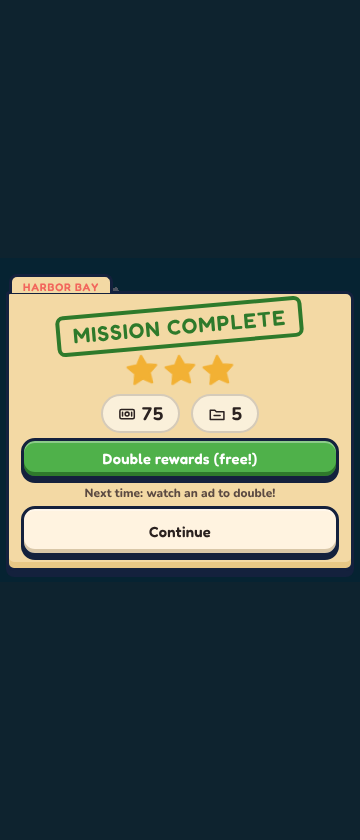 HARBOR BAY
MISSION COMPLETE
75
5
Double rewards (free!)
Next time: watch an ad to double!
Continue